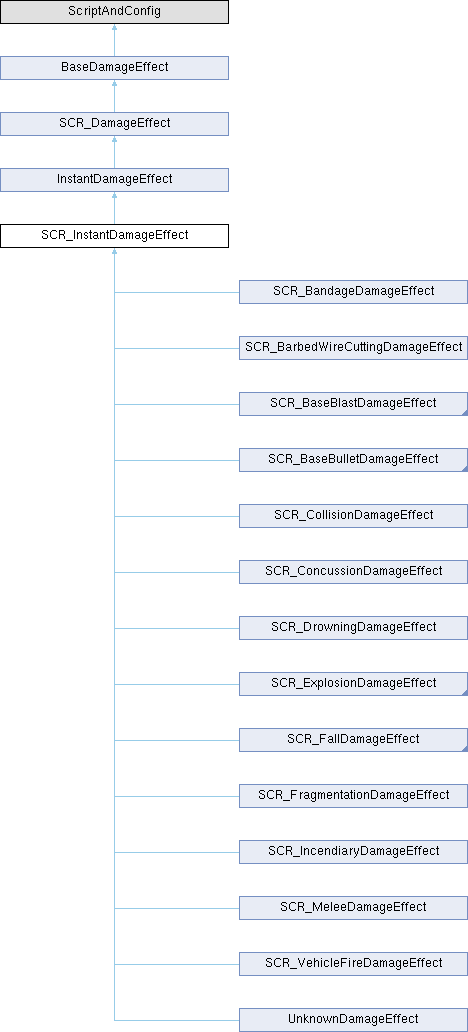 ScriptAndConfig
BaseDamageEffect
SCR_DamageEffect
InstantDamageEffect
SCR_InstantDamageEffect
SCR_BandageDamageEffect
SCR_BarbedWireCuttingDamageEffect
SCR_BaseBlastDamageEffect
SCR_BaseBulletDamageEffect
SCR_CollisionDamageEffect
SCR_ConcussionDamageEffect
SCR_DrowningDamageEffect
SCR_ExplosionDamageEffect
SCR_FallDamageEffect
SCR_FragmentationDamageEffect
SCR_IncendiaryDamageEffect
SCR_MeleeDamageEffect
SCR_VehicleFireDamageEffect
UnknownDamageEffect